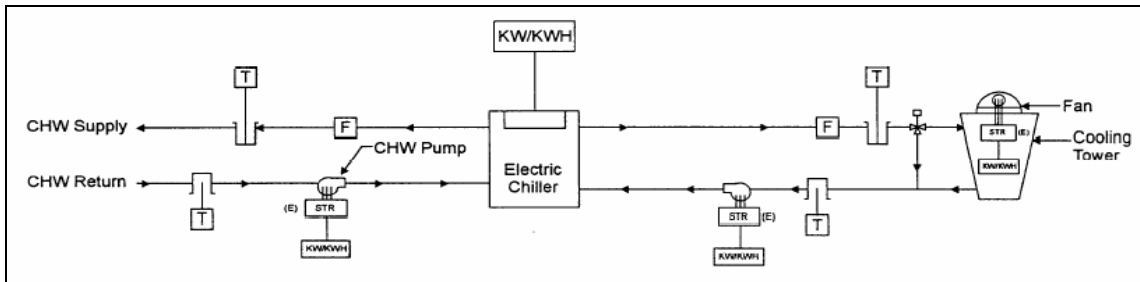 KW/KWH
T
T
Fan
CHW Supply
F
F
STR
(E)
Cooling
Tower
CHW Pump
KW/KWH
Electric
Chiller
CHW Return
T
(E)
STR
T
STR
(E)
KW/KWH
KW/KWH